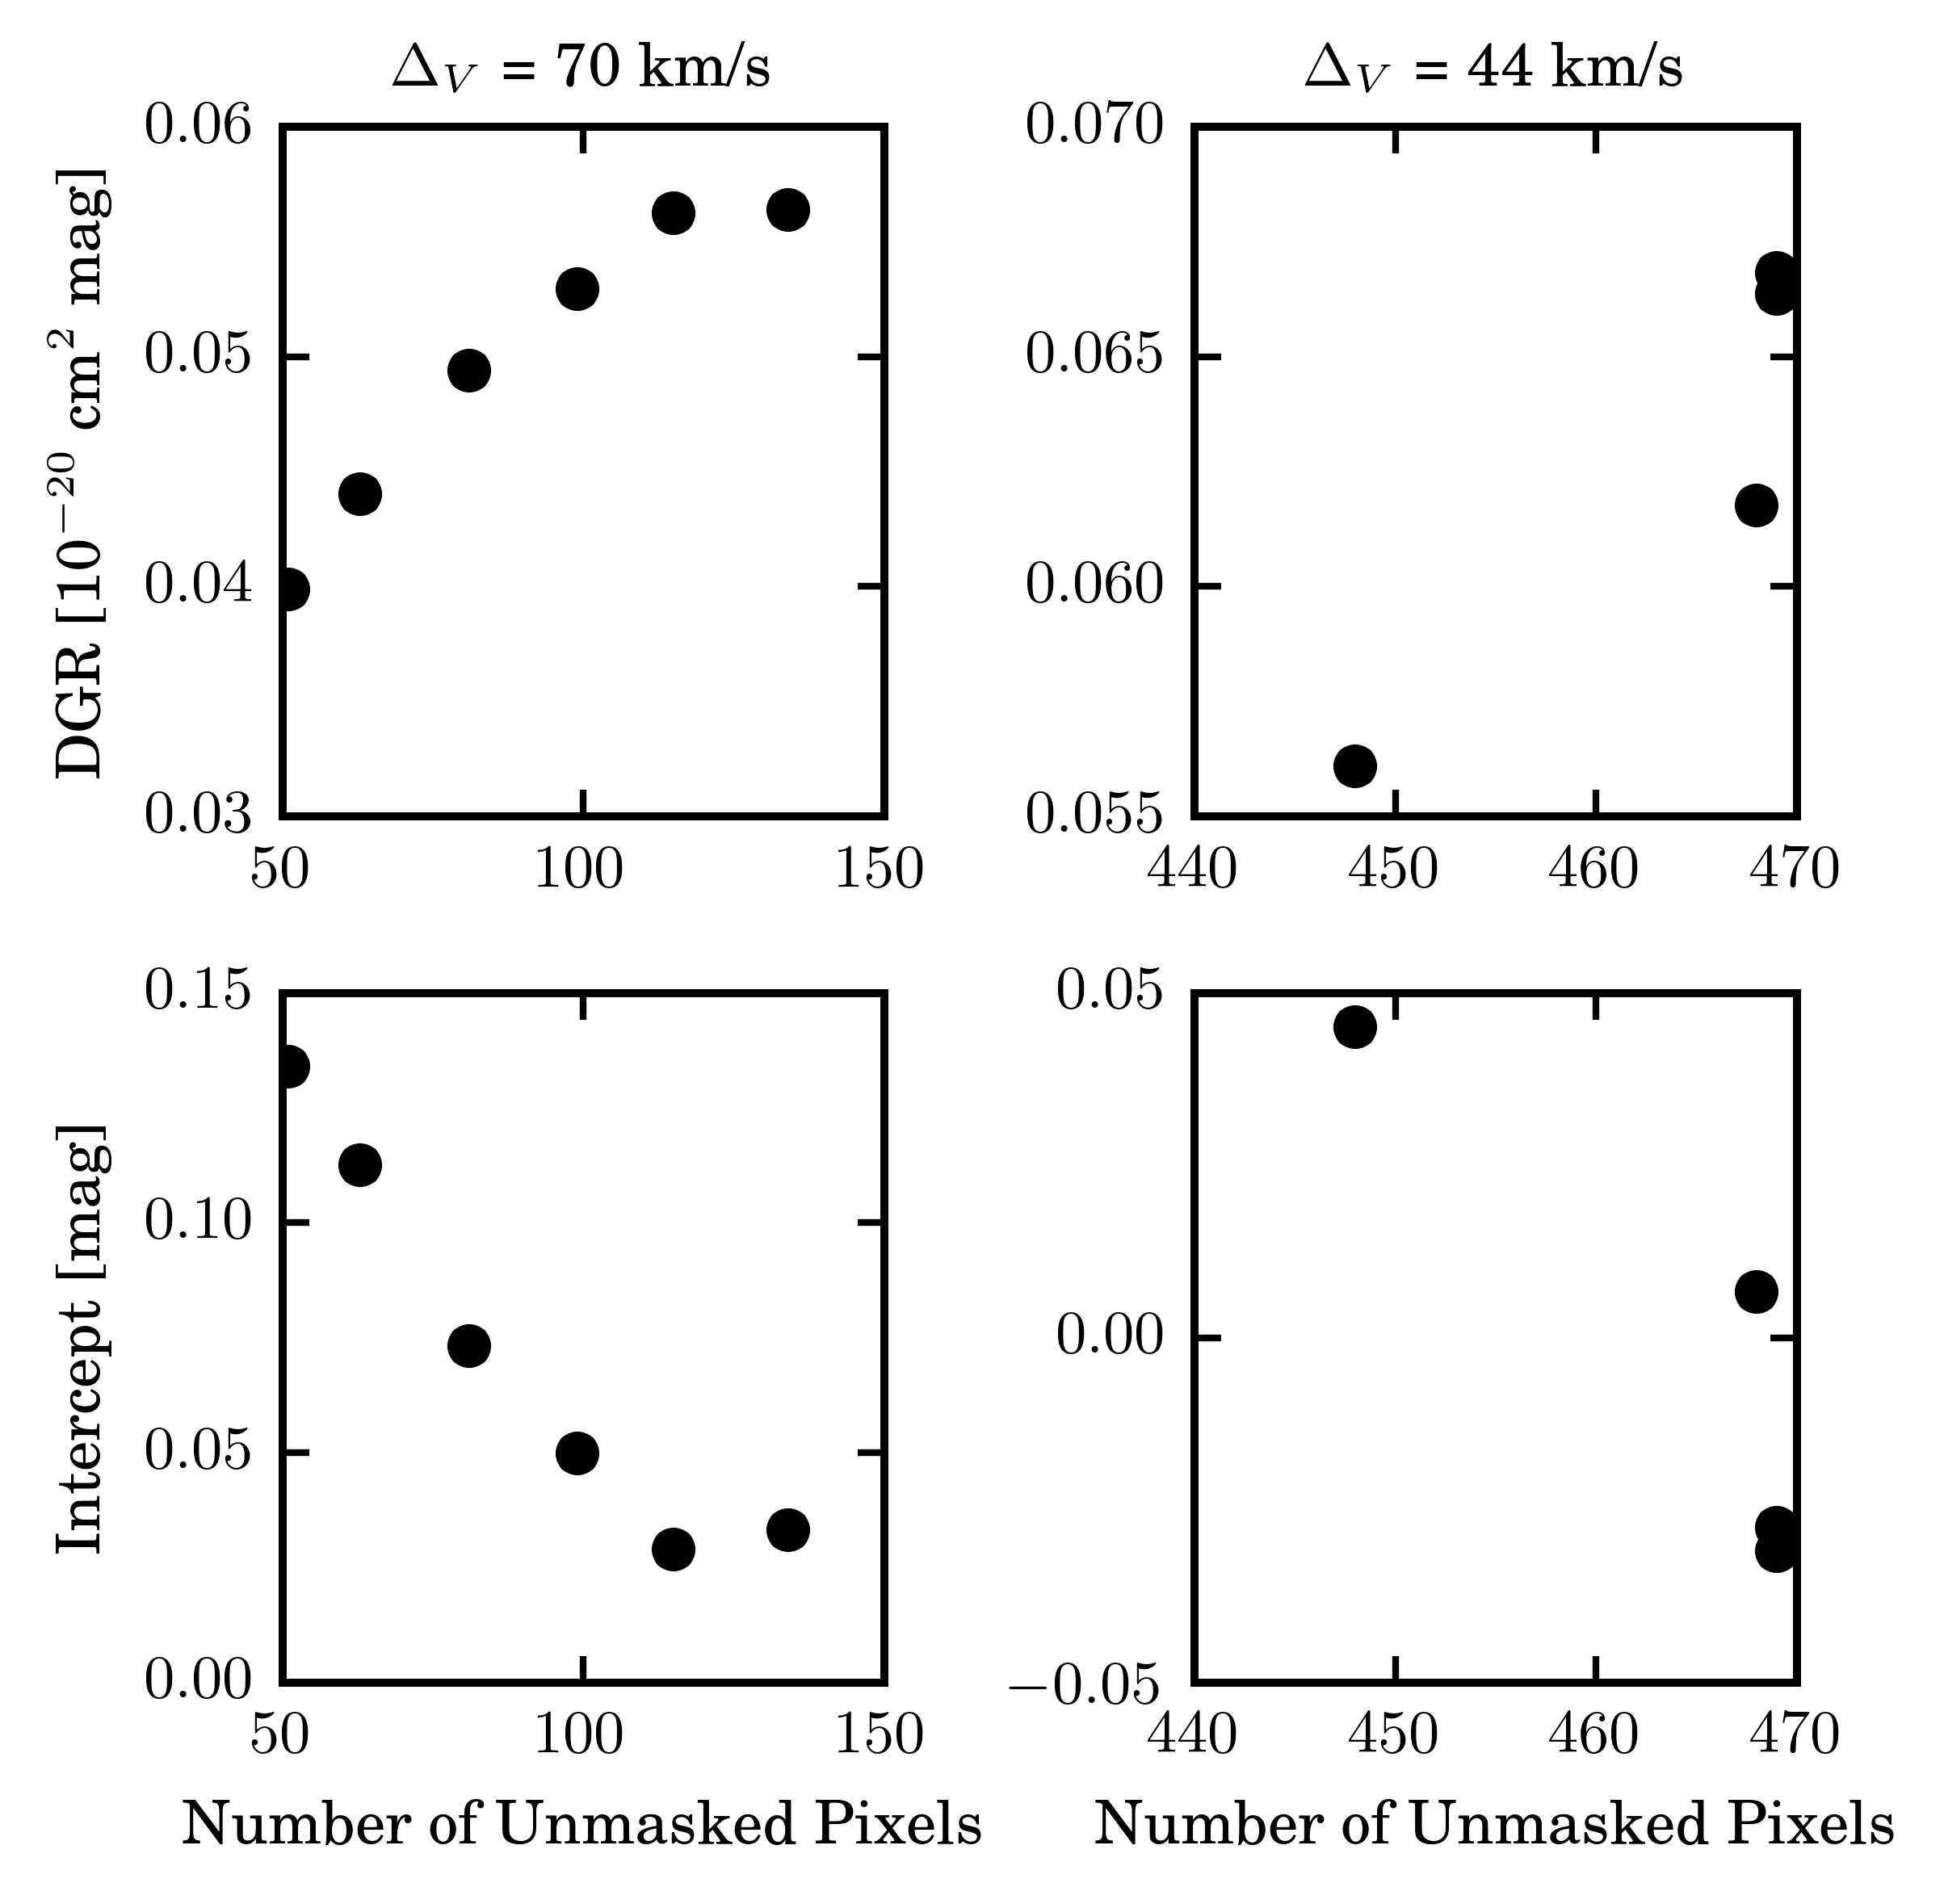 Δ_V = 70 km/s
Δ_V = 44 km/s
DGR [10⁻²⁰ cm² mag]
0.06
0.05
0.04
0.03
50 100 150
0.070
0.065
0.060
0.055
440 450 460 470
Intercept [mag]
0.15
0.10
0.05
0.00
50 100 150
Number of Unmasked Pixels
0.05
0.00
−0.05
440 450 460 470
Number of Unmasked Pixels